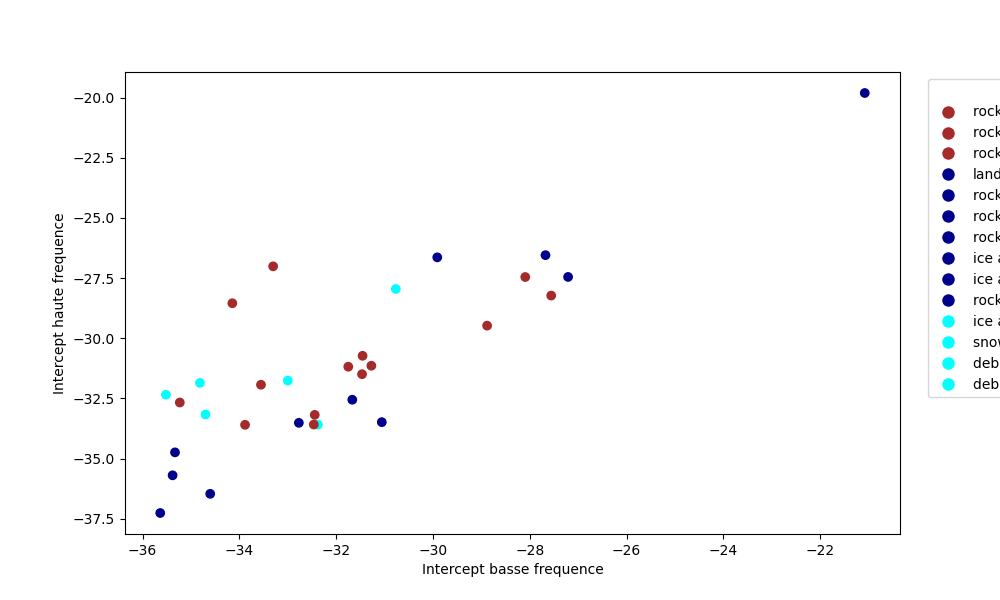 −20.0
−22.5
−25.0
−27.5
−30.0
−32.5
−35.0
−37.5
Intercept haute frequence
−36
−34
−32
−30
−28
−26
−24
−22
Intercept basse frequence
rock
rock
rock
land
rock
rock
rock
ice
ice
rock
ice
snow
deb
deb